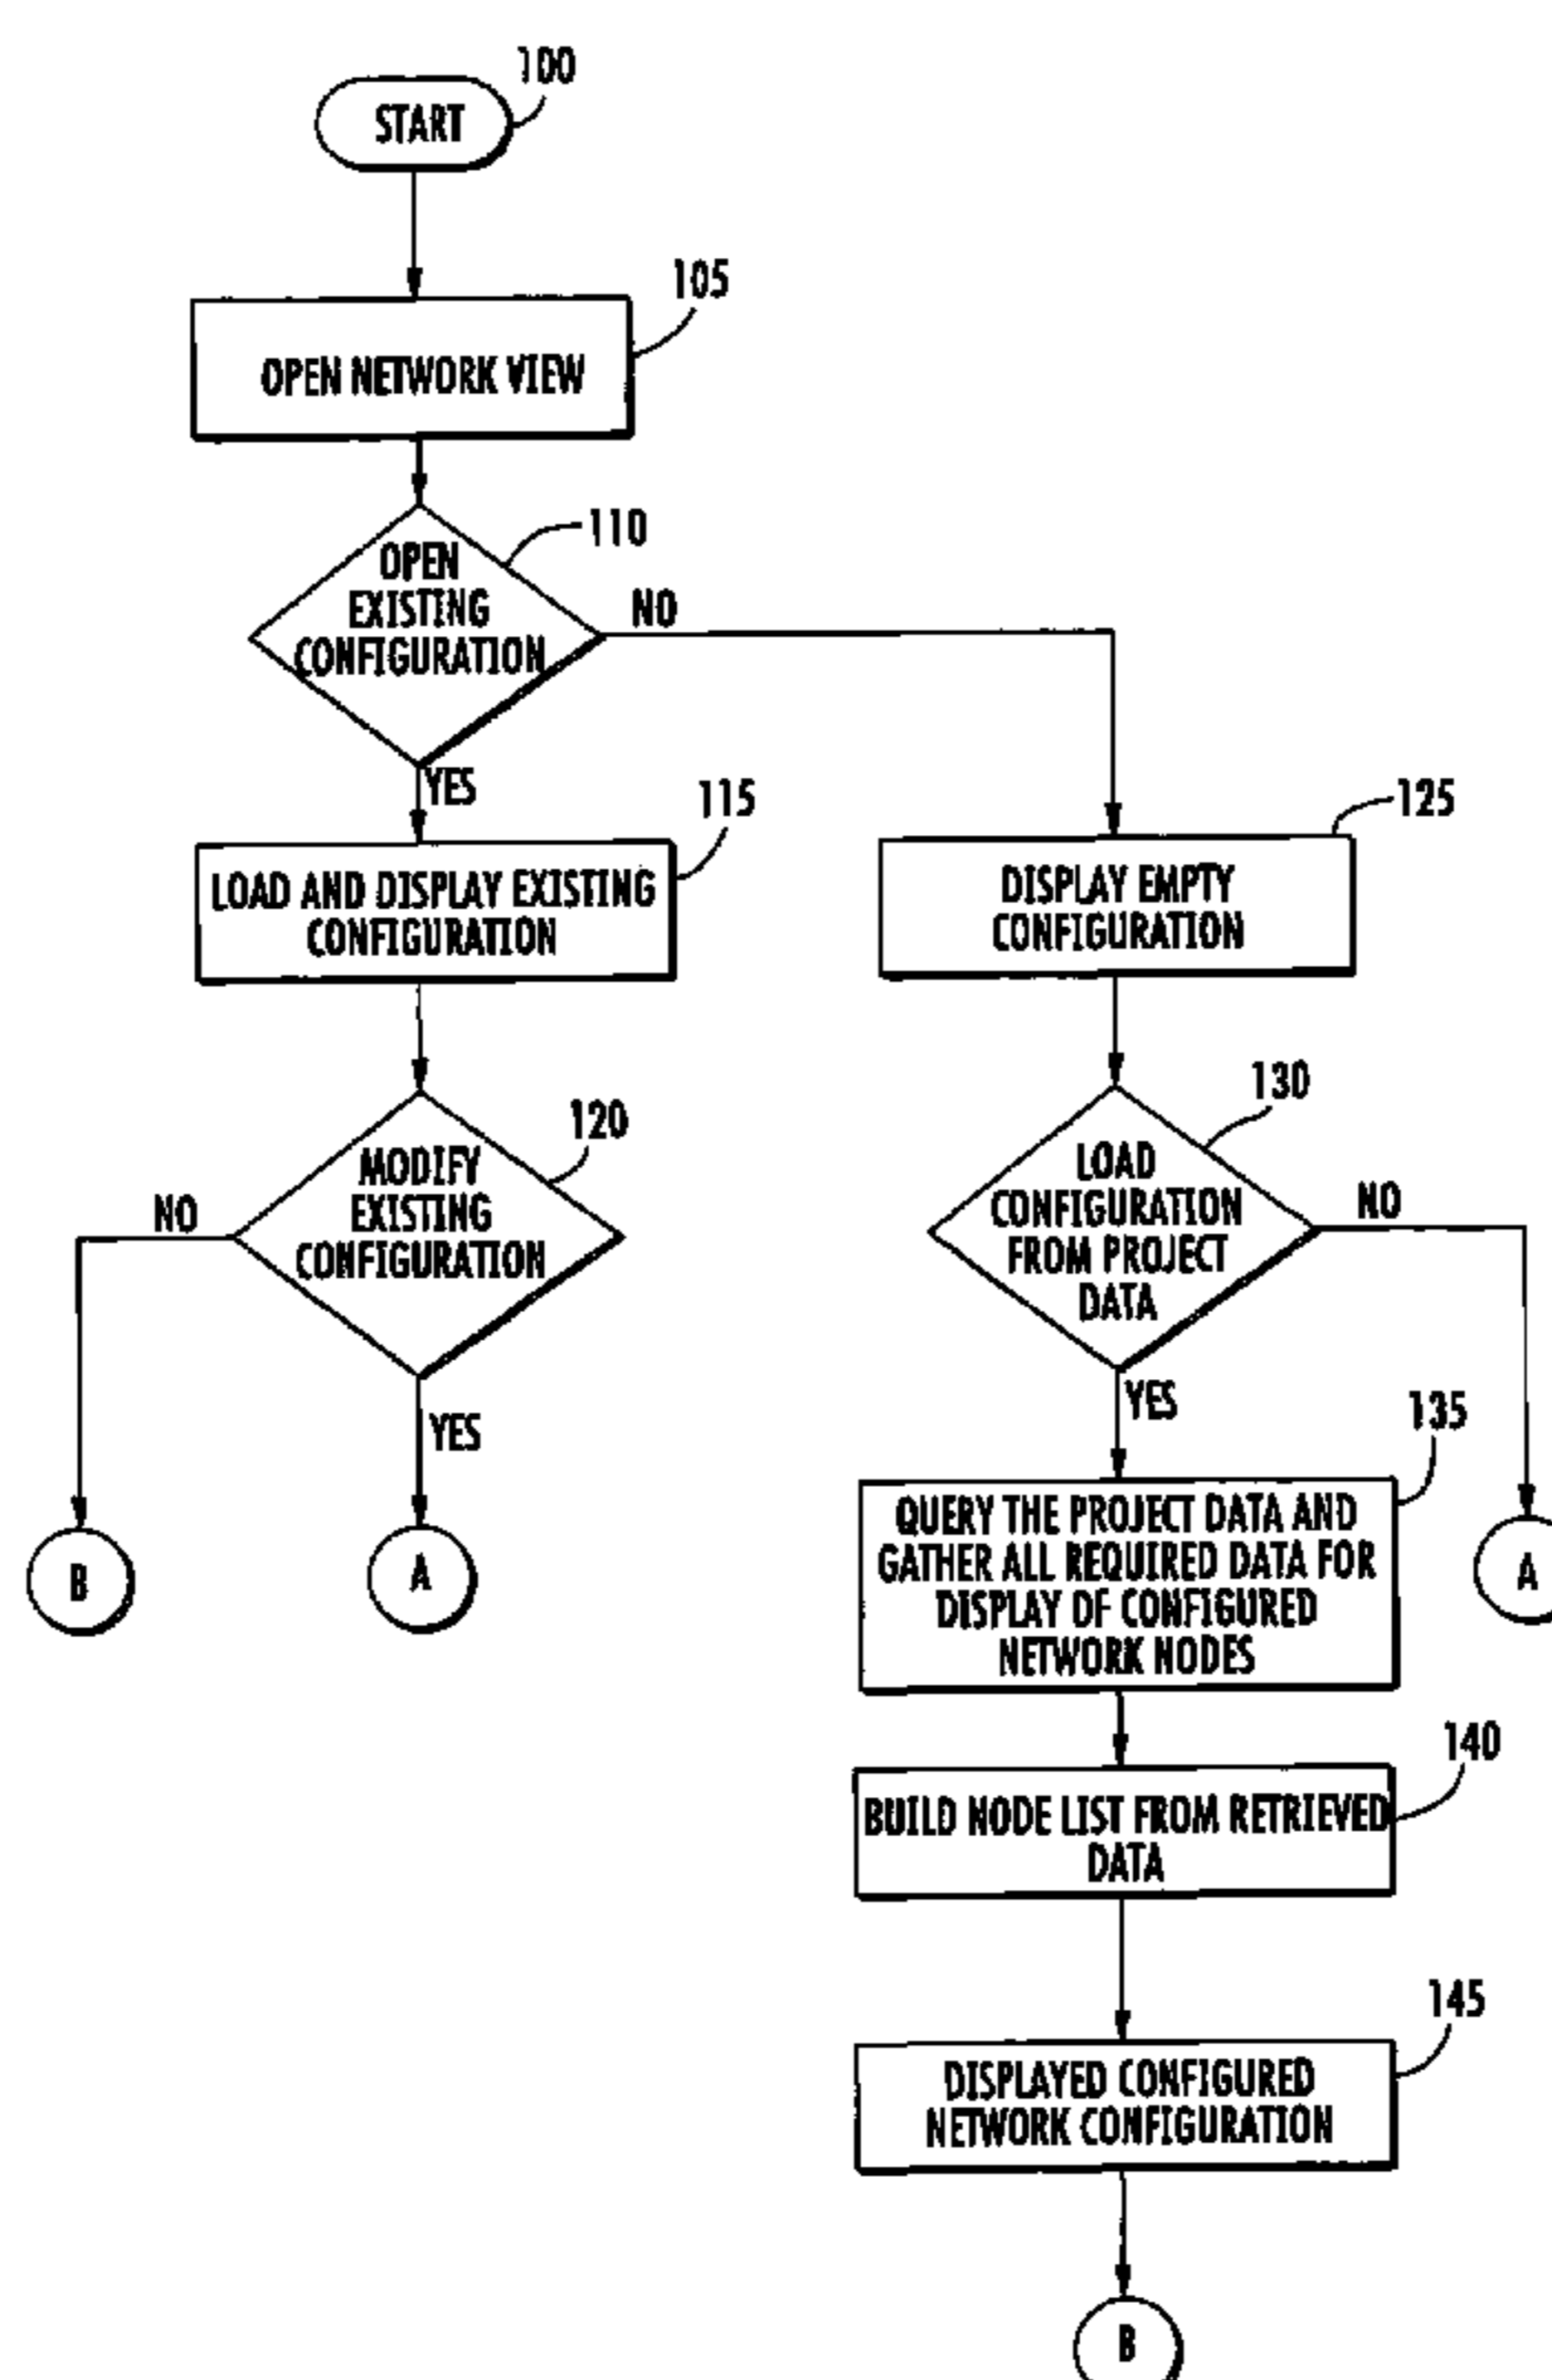 100
START
105
OPEN NETWORK VIEW
110
OPEN
EXISTING
CONFIGURATION
NO
YES
115
LOAD AND DISPLAY EXISTING
CONFIGURATION
125
DISPLAY EMPTY
CONFIGURATION
120
MODIFY
EXISTING
CONFIGURATION
NO
YES
B
A
130
LOAD
CONFIGURATION
FROM PROJECT
DATA
NO
YES
A
135
QUERY THE PROJECT DATA AND
GATHER ALL REQUIRED DATA FOR
DISPLAY OF CONFIGURED
NETWORK NODES
140
BUILD NODE LIST FROM RETRIEVED
DATA
145
DISPLAYED CONFIGURED
NETWORK CONFIGURATION
B